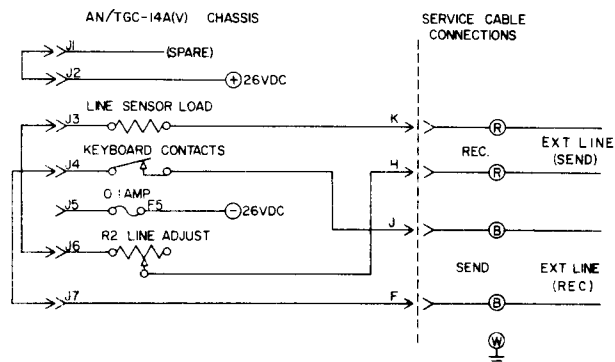 AN/TGC-14A(V) CHASSIS
SERVICE CABLE
CONNECTIONS
J1
(SPARE)
J2
+ 26VDC
LINE SENSOR LOAD
J3
K
R
EXT LINE
(SEND)
KEYBOARD CONTACTS
J4
H
REC.
R
0.1AMP
J5
F5
- 26VDC
J
B
R2 LINE ADJUST
J6
SEND
EXT LINE
(REC)
J7
F
B
W